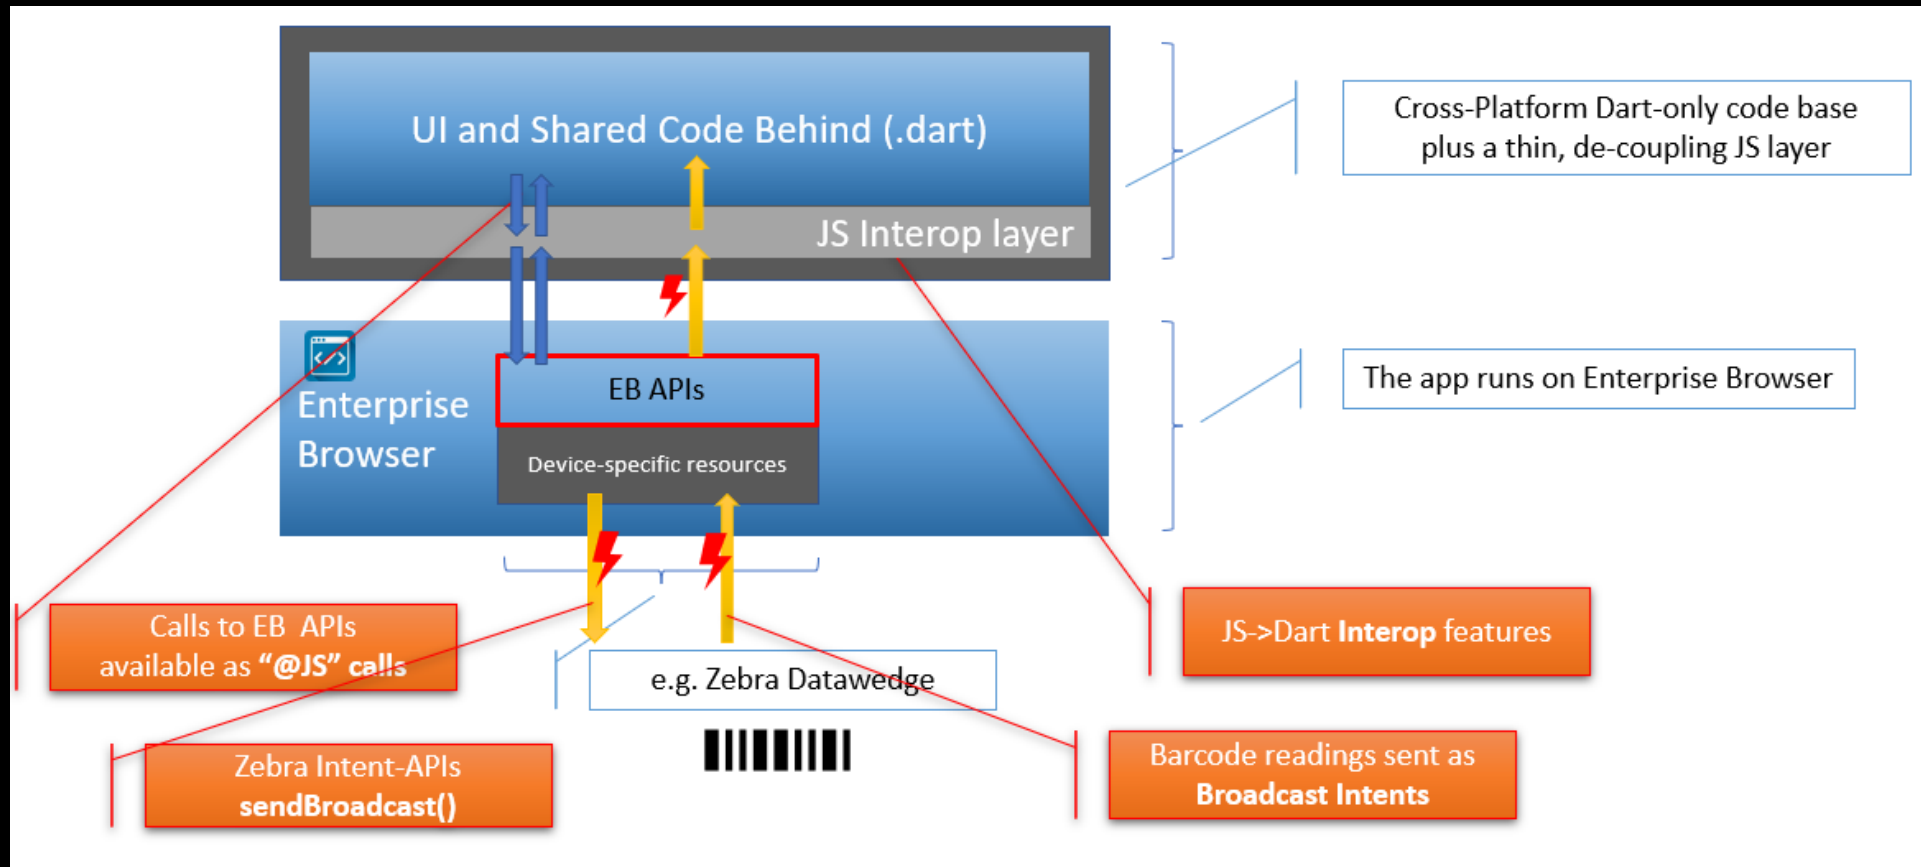 UI and Shared Code Behind (.dart)
JS Interop layer
Cross-Platform Dart-only code base
plus a thin, de-coupling JS layer
Enterprise
Browser
EB APIs
Device-specific resources
The app runs on Enterprise Browser
Calls to EB APIs
available as “@JS” calls
e.g. Zebra Datawedge
JS->Dart Interop features
Zebra Intent-APIs
sendBroadcast()
Barcode readings sent as
Broadcast Intents